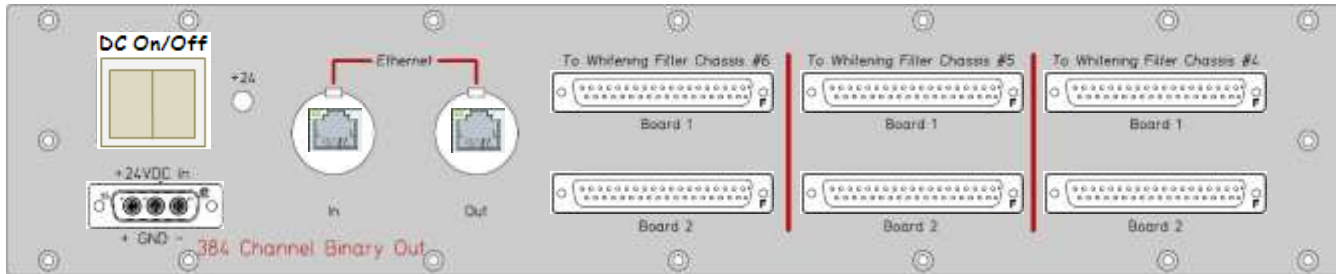 DC On/Off
+24
Ethernet
To Whitening Filter Chassis #6
To Whitening Filter Chassis #5
To Whitening Filter Chassis #4
F
F
F
Board 1
Board 1
Board 1
+24VDC In
In
Out
F
F
F
Board 2
Board 2
Board 2
+ GND -
384 Channel Binary Out